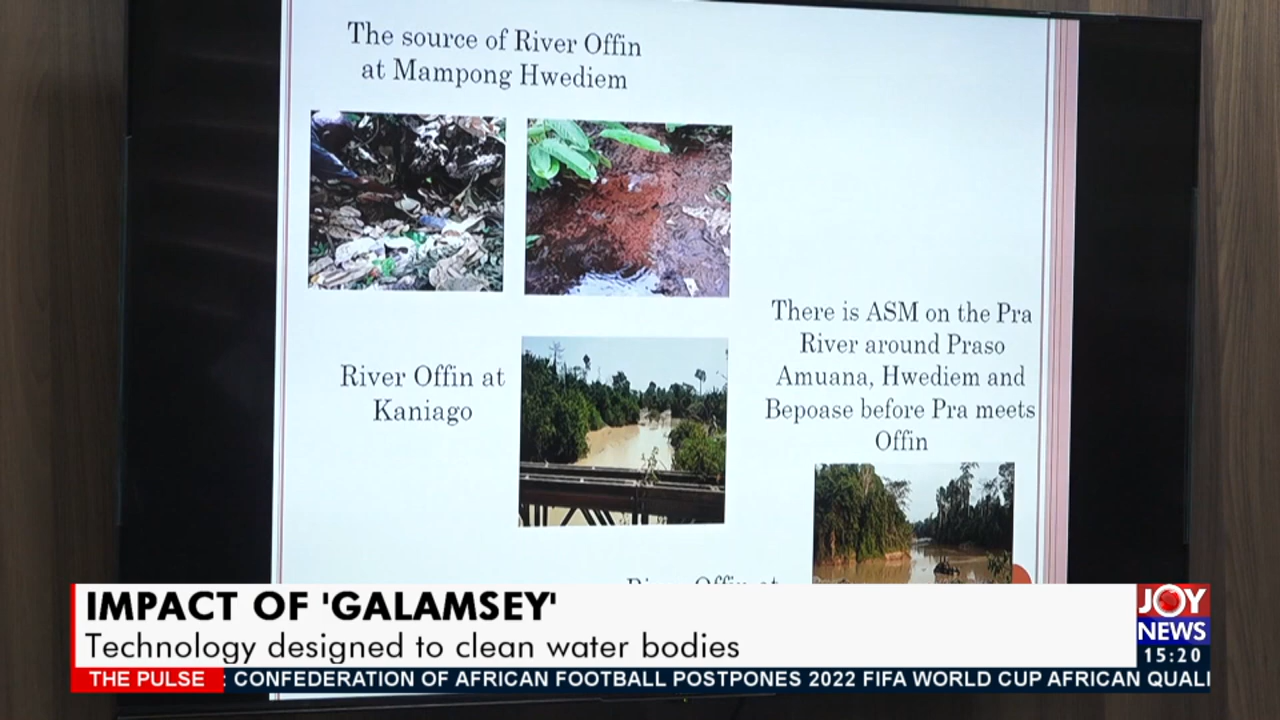 The source of River Offin
at Mampong Hwediem
River Offin at
Kaniago
There is ASM on the Pra
River around Praso
Amuana, Hwediem and
Bepoase before Pra meets
Offin
IMPACT OF 'GALAMSEY'
Technology designed to clean water bodies
JOY
NEWS
15:20
THE PULSE
: CONFEDERATION OF AFRICAN FOOTBALL POSTPONES 2022 FIFA WORLD CUP AFRICAN QUALI